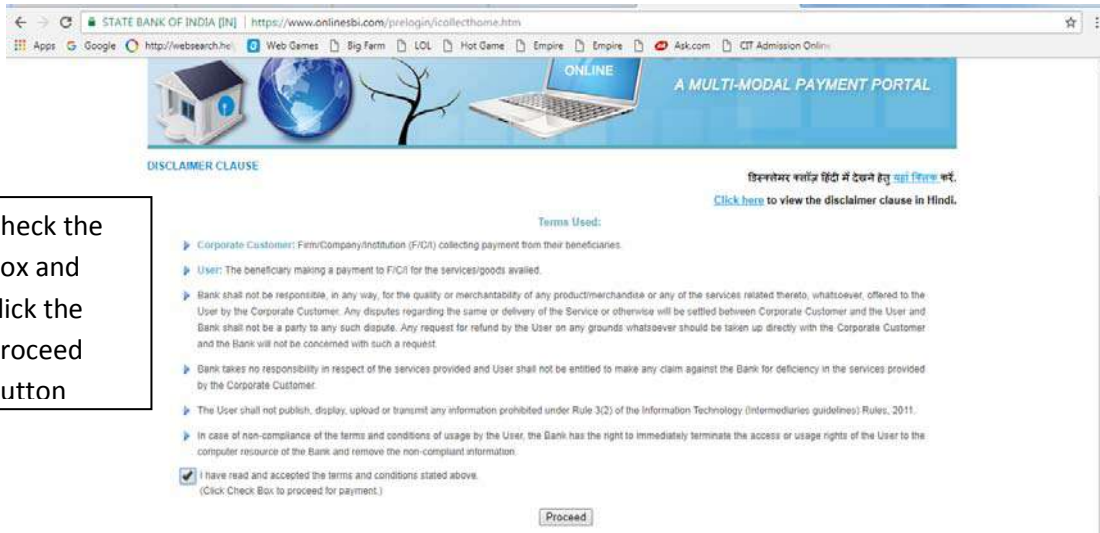 STATE BANK OF INDIA [IN] https://www.onlinesbi.com/prelogin/icollecthome.htm
Apps Google http://websearch.he Web Games Big Farm LOL Hot Game Empire Empire Ask.com CIT Admission Online
ONLINE
A MULTI-MODAL PAYMENT PORTAL
DISCLAIMER CLAUSE
डिस्क्लेमर क्लॉज़ हिंदी में देखने हेतु यहां क्लिक करें.
Click here to view the disclaimer clause in Hindi.
heck the
ox and
lick the
roceed
utton
Terms Used:
Corporate Customer: Firm/Company/Institution (F/C/I) collecting payment from their beneficiaries.
User: The beneficiary making a payment to F/C/I for the services/goods availed.
Bank shall not be responsible, in any way, for the quality or merchantability of any product/merchandise or any of the services related thereto, whatsoever, offered to the
User by the Corporate Customer. Any disputes regarding the same or delivery of the Service or otherwise will be settled between Corporate Customer and the User and
Bank shall not be a party to any such dispute. Any request for refund by the User on any grounds whatsoever should be taken up directly with the Corporate Customer
and the Bank will not be concerned with such a request.
Bank takes no responsibility in respect of the services provided and User shall not be entitled to make any claim against the Bank for deficiency in the services provided
by the Corporate Customer.
The User shall not publish, display, upload or transmit any information prohibited under Rule 3(2) of the Information Technology (Intermediaries guidelines) Rules, 2011.
In case of non-compliance of the terms and conditions of usage by the User, the Bank has the right to immediately terminate the access or usage rights of the User to the
computer resource of the Bank and remove the non-compliant information.
I have read and accepted the terms and conditions stated above.
(Click Check Box to proceed for payment.)
Proceed